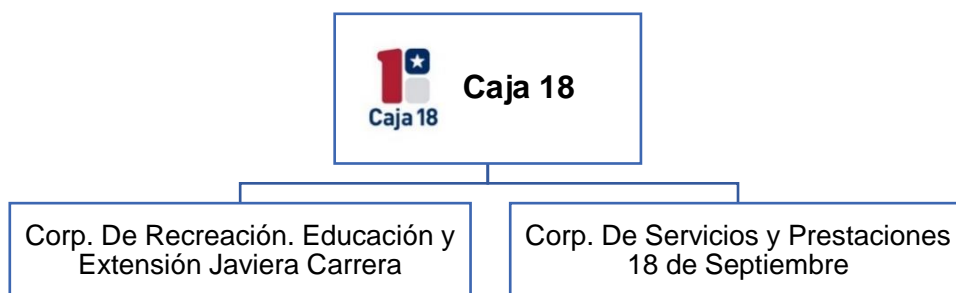 Caja 18
Caja 18
Corp. De Recreación. Educación y
Extensión Javiera Carrera
Corp. De Servicios y Prestaciones
18 de Septiembre